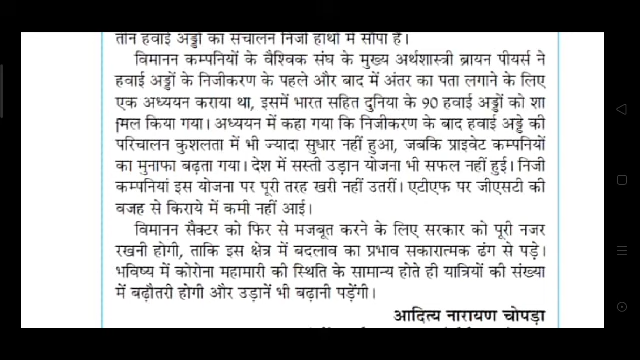 तीन हवाई अड्डों का संचालन निजी हाथों में सौंपा है।
विमानन कम्पनियों के वैश्विक संघ के मुख्य अर्थशास्त्री ब्रायन पीयर्स ने
हवाई अड्डों के निजीकरण के पहले और बाद में अंतर का पता लगाने के लिए
एक अध्ययन कराया था, इसमें भारत सहित दुनिया के 90 हवाई अड्डों को शा
मिल किया गया। अध्ययन में कहा गया कि निजीकरण के बाद हवाई अड्डे की
परिचालन कुशलता में भी ज्यादा सुधार नहीं हुआ, जबकि प्राइवेट कम्पनियों
का मुनाफा बढ़ता गया। देश में सस्ती उड़ान योजना भी सफल नहीं हुई। निजी
कम्पनियां इस योजना पर पूरी तरह खरी नहीं उतरीं। एटीएफ पर जीएसटी की
वजह से किराये में कमी नहीं आई।
विमानन सैक्टर को फिर से मजबूत करने के लिए सरकार को पूरी नजर
रखनी होगी, ताकि इस क्षेत्र में बदलाव का प्रभाव सकारात्मक ढंग से पड़े।
भविष्य में कोरोना महामारी की स्थिति के सामान्य होते ही यात्रियों की संख्या
में बढ़ौतरी होगी और उड़ानें भी बढ़ानी पड़ेंगी।
आदित्य नारायण चोपड़ा